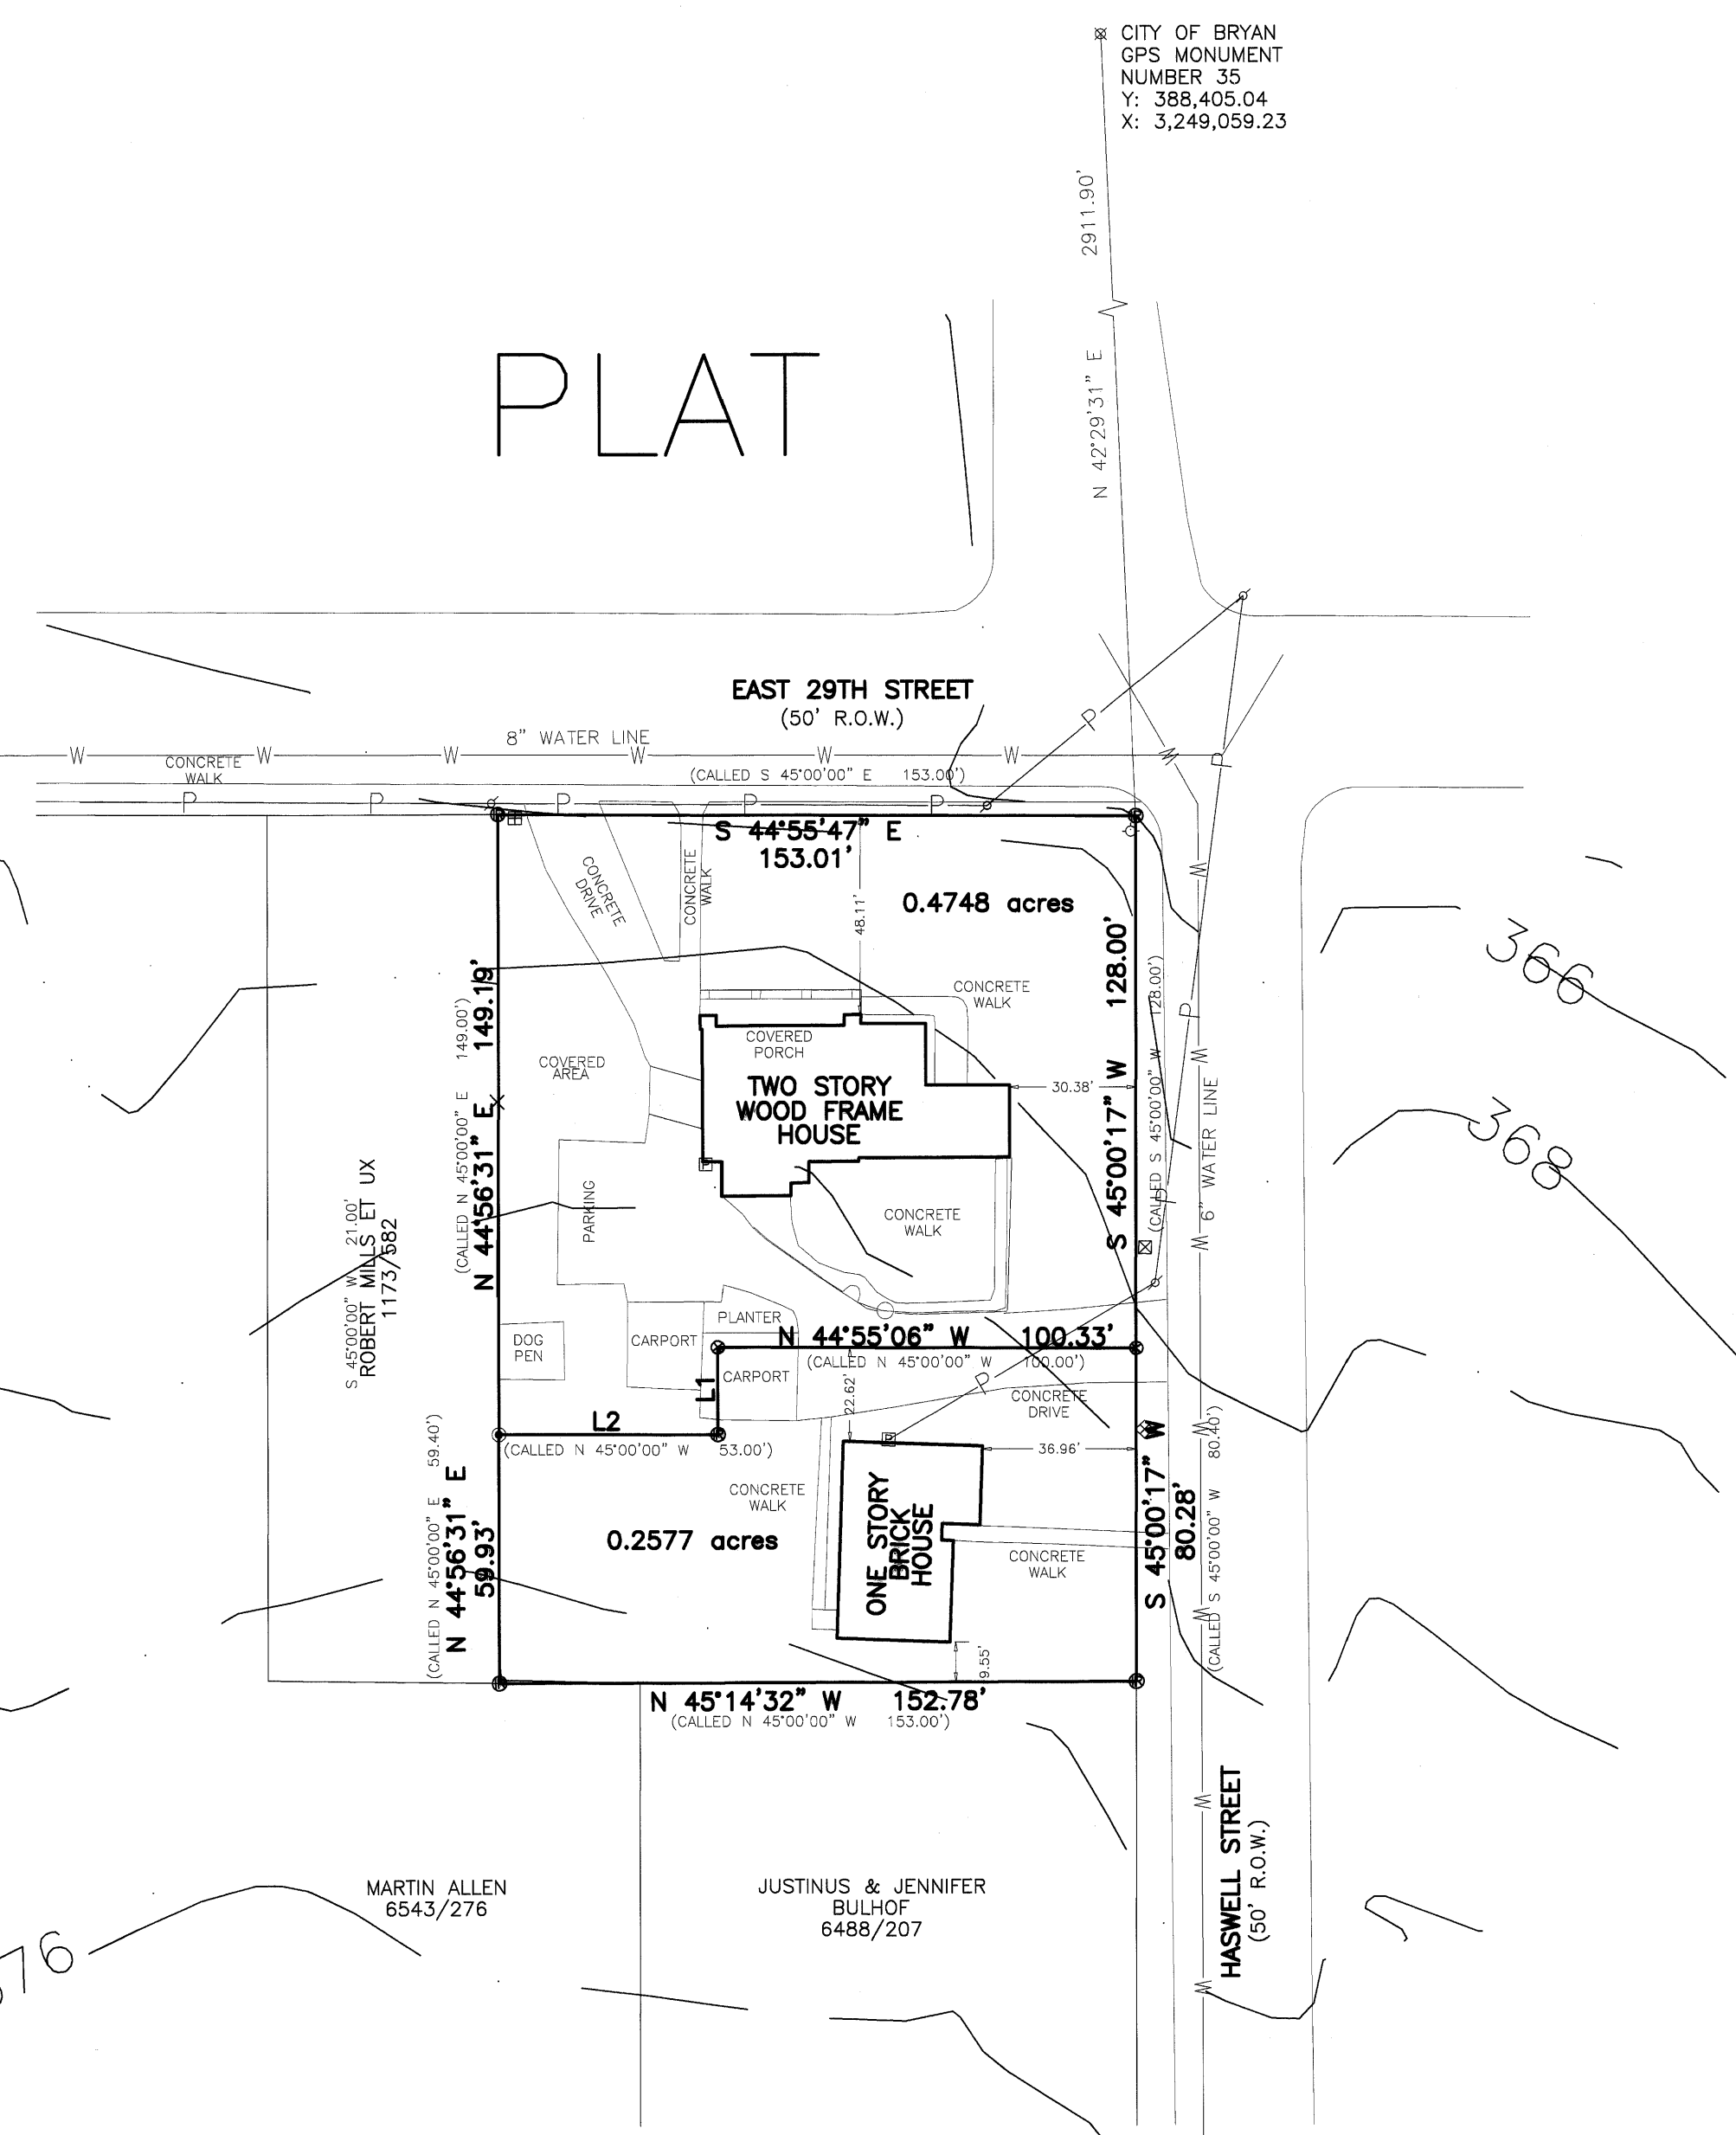 CITY OF BRYAN
GPS MONUMENT
NUMBER 35
Y: 388,405.04
X: 3,249,059.23
2911.90'
N 42°29'31" E
PLAT
EAST 29TH STREET
(50' R.O.W.)
8" WATER LINE
W W W W W W
CONCRETE
WALK
(CALLED S 45°00'00" E 153.00')
P P P P P
P
P
S 44°55'47" E
153.01'
CONCRETE
DRIVE
CONCRETE
WALK
48.11'
0.4748 acres
128.00'
S 45°00'17" W
(CALLED S 45°00'00" W 128.00')
CONCRETE
WALK
366
368
149.19'
N 44°56'31" E
(CALLED N 45°00'00" E 149.00')
COVERED
AREA
COVERED
PORCH
TWO STORY
WOOD FRAME
HOUSE
30.38'
6" WATER LINE
P
S 45°00'00" W 21.00'
ROBERT MILLS ET UX
1173/582
PARKING
CONCRETE
WALK
PLANTER
DOG
PEN
CARPORT
CARPORT
N 44°55'06" W 100.33'
(CALLED N 45°00'00" W 100.00')
L1
L2
(CALLED N 45°00'00" W 53.00')
22.62'
P
CONCRETE
DRIVE
36.96'
(CALLED N 45°00'00" E 59.40')
N 44°56'31" E
59.93'
CONCRETE
WALK
0.2577 acres
ONE STORY
BRICK
HOUSE
CONCRETE
WALK
S 45°00'17" W
80.28'
(CALLED S 45°00'00" W 80.40')
9.55'
N 45°14'32" W 152.78'
(CALLED N 45°00'00" W 153.00')
HASWELL STREET
(50' R.O.W.)
MARTIN ALLEN
6543/276
JUSTINUS & JENNIFER
BULHOF
6488/207
76